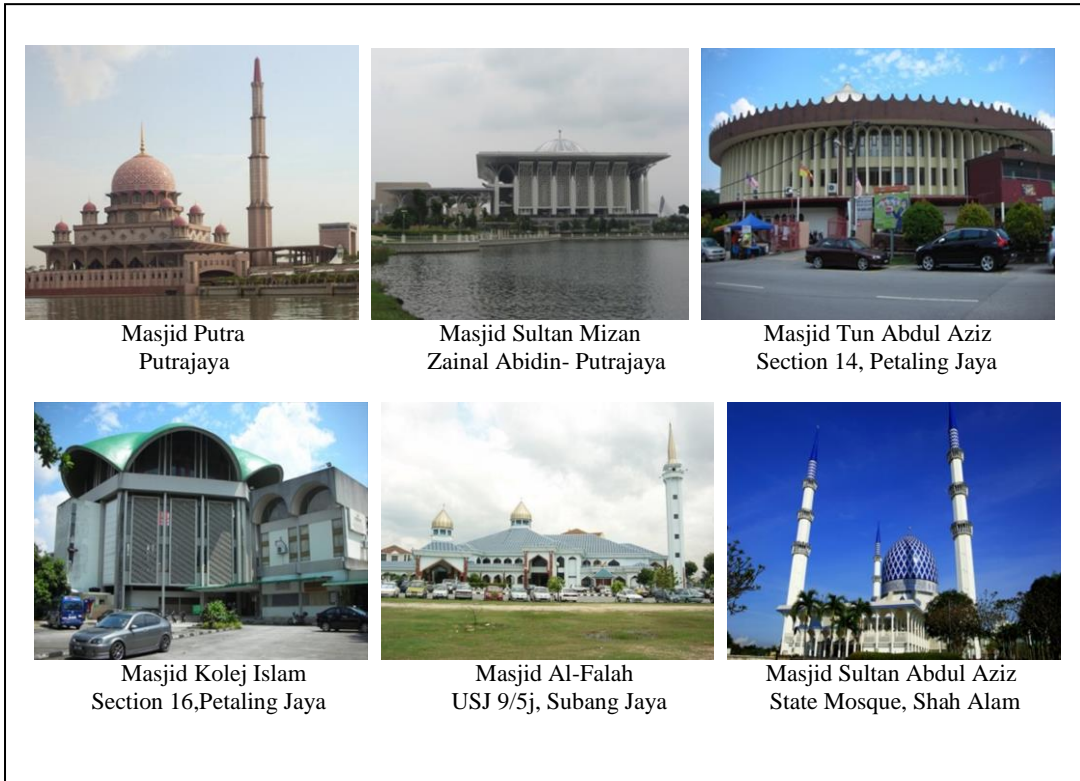 Masjid Putra
Putrajaya
Masjid Sultan Mizan
Zainal Abidin- Putrajaya
Masjid Tun Abdul Aziz
Section 14, Petaling Jaya
Masjid Kolej Islam
Section 16,Petaling Jaya
Masjid Al-Falah
USJ 9/5j, Subang Jaya
Masjid Sultan Abdul Aziz
State Mosque, Shah Alam